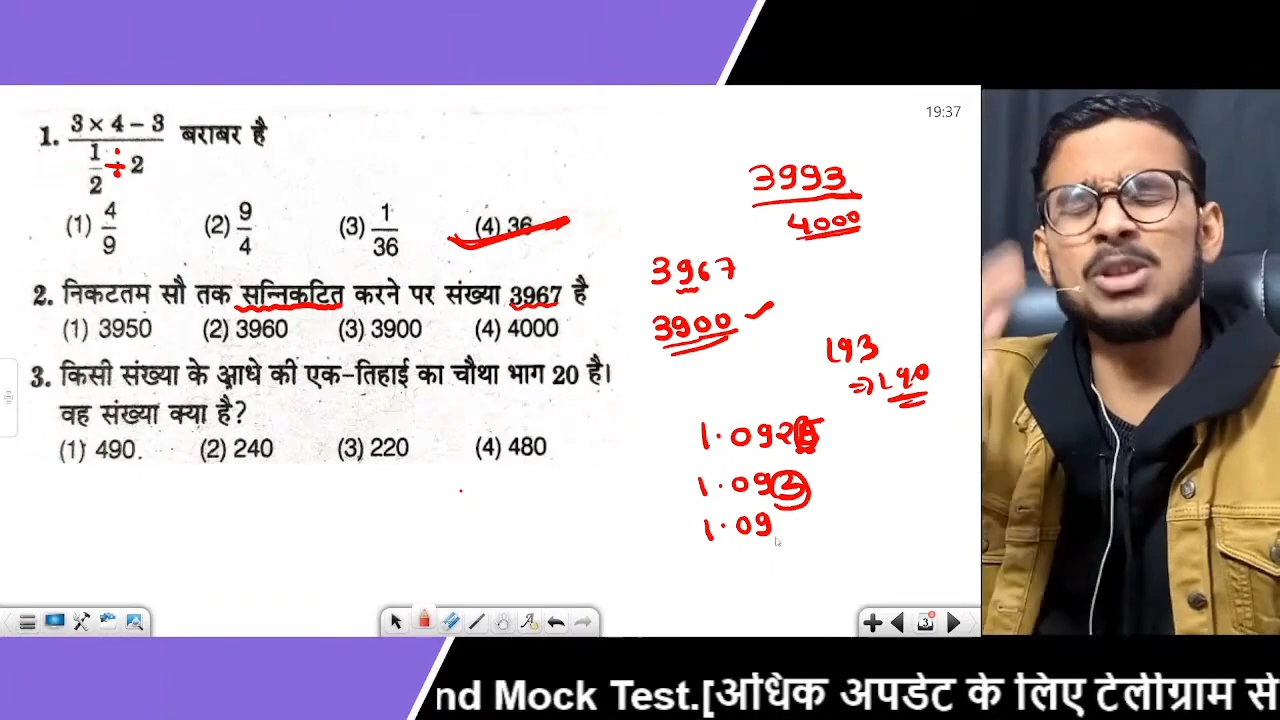 19:37
1. 3 × 4 – 3 / 1/2 ÷ 2 बराबर है
(1) 4/9 (2) 9/4 (3) 1/36 (4) 36
2. निकटतम सौ तक सन्निकटित करने पर संख्या 3967 है
(1) 3950 (2) 3960 (3) 3900 (4) 4000
3. किसी संख्या के आधे की एक-तिहाई का चौथा भाग 20 है।
वह संख्या क्या है?
(1) 490. (2) 240 (3) 220 (4) 480
3993
4000
3967
3900
193
190
1.092
1.09
1.09
3
nd Mock Test.[अधिक अपडेट के लिए टेलीग्राम से